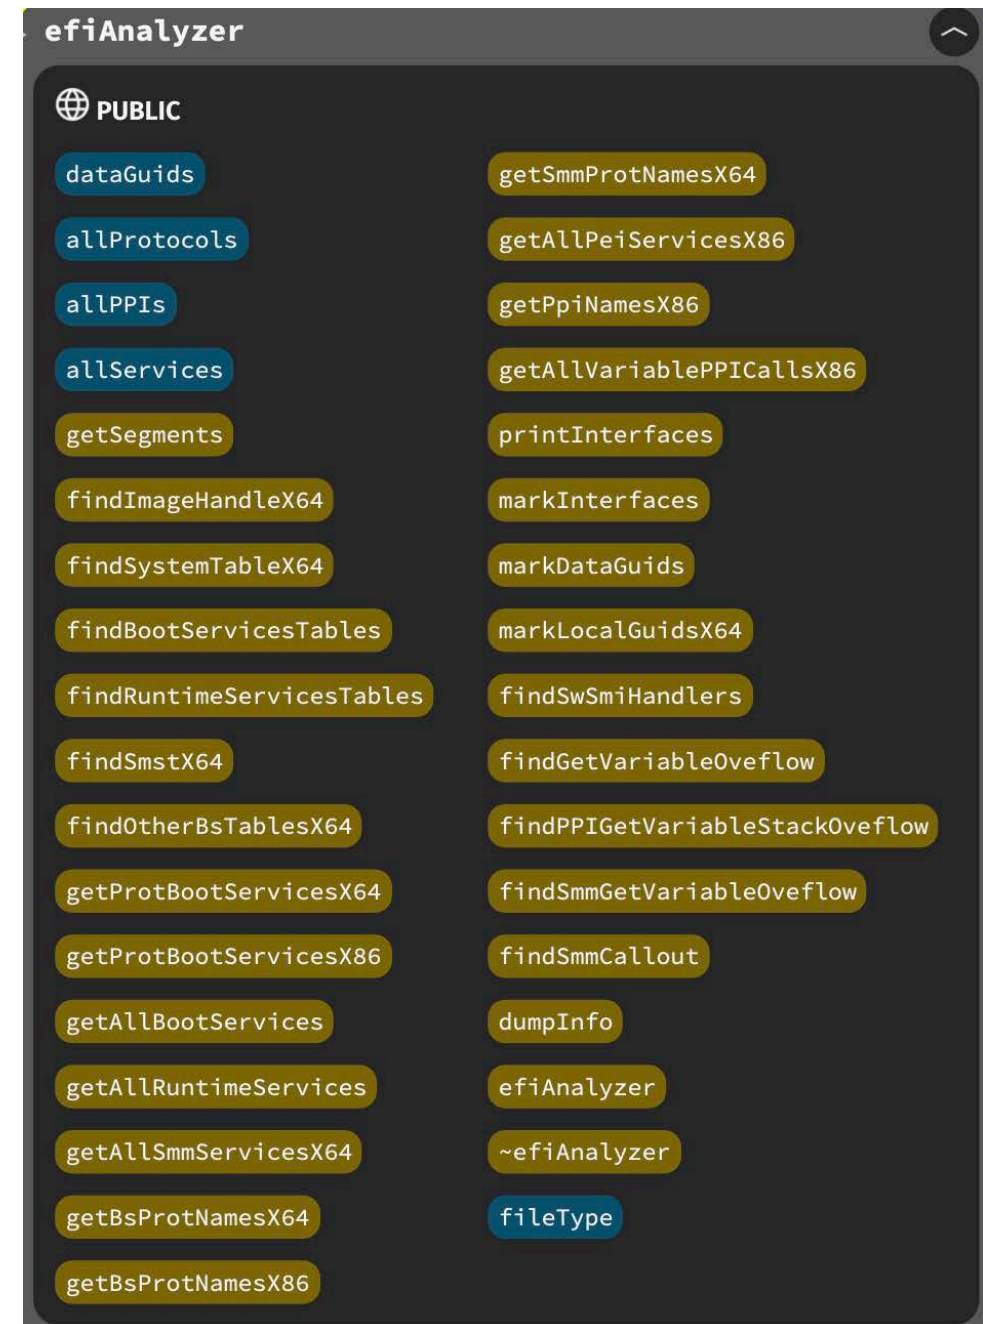 efiAnalyzer
PUBLIC
dataGuids
allProtocols
allPPIs
allServices
getSegments
findImageHandleX64
findSystemTableX64
findBootServicesTables
findRuntimeServicesTables
findSmstX64
findOtherBsTablesX64
getProtBootServicesX64
getProtBootServicesX86
getAllBootServices
getAllRuntimeServices
getAllSmmServicesX64
getBsProtNamesX64
getBsProtNamesX86
getSmmProtNamesX64
getAllPeiServicesX86
getPpiNamesX86
getAllVariablePPICallsX86
printInterfaces
markInterfaces
markDataGuids
markLocalGuidsX64
findSwSmiHandlers
findGetVariableOveflow
findPPIGetVariableStackOveflow
findSmmGetVariableOveflow
findSmmCallout
dumpInfo
efiAnalyzer
~efiAnalyzer
fileType